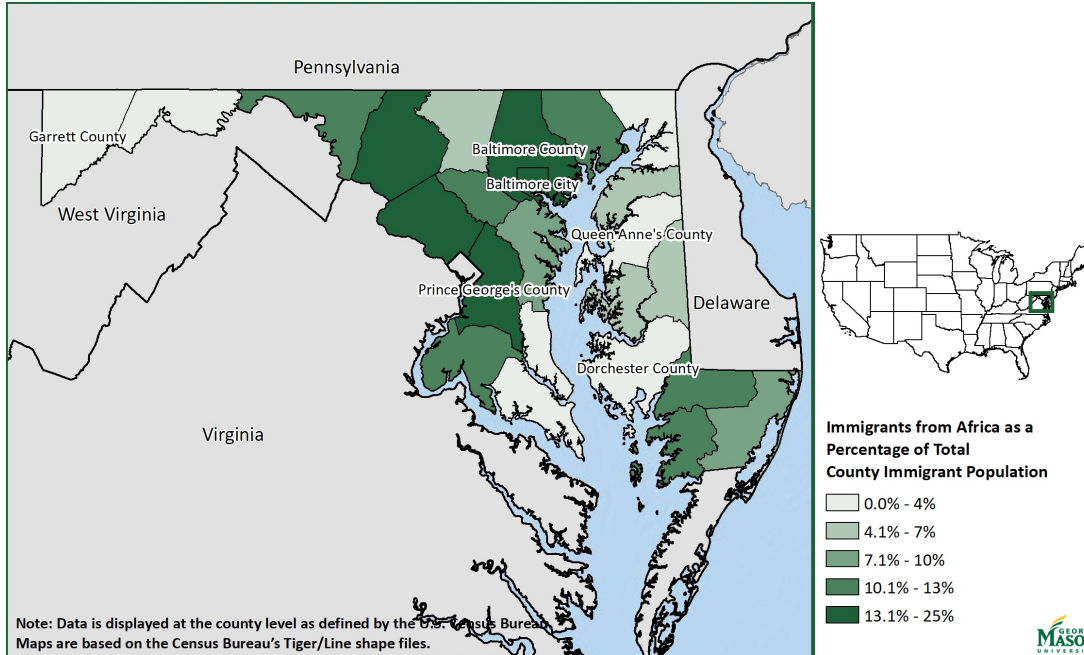 Pennsylvania
Garrett County
Baltimore County
Baltimore City
West Virginia
Queen Anne's County
Prince George's County
Delaware
Dorchester County
Virginia
Note: Data is displayed at the county level as defined by the U.S. Census Bureau.
Maps are based on the Census Bureau's Tiger/Line shape files.
Immigrants from Africa as a
Percentage of Total
County Immigrant Population
0.0% - 4%
4.1% - 7%
7.1% - 10%
10.1% - 13%
13.1% - 25%